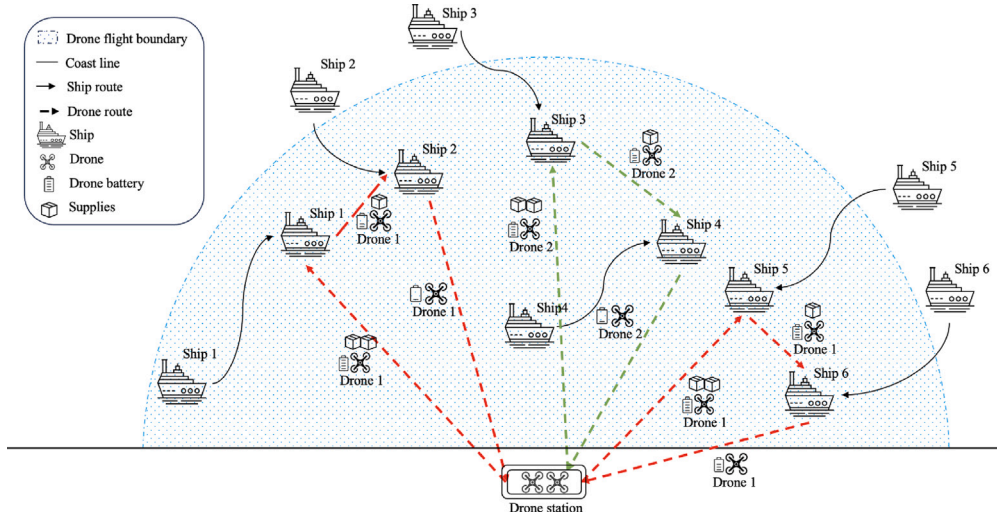 Drone flight boundary
Coast line
Ship route
Drone route
Ship
Drone
Drone battery
Supplies
Ship 3
Ship 2
Ship 3
Drone 2
Ship 2
Ship 5
Ship 1
Drone 1
Drone 2
Ship 4
Ship 5
Ship 6
Ship4
Drone 1
Drone 2
Drone 1
Ship 1
Drone 1
Ship 6
Drone 1
Drone 1
Drone station